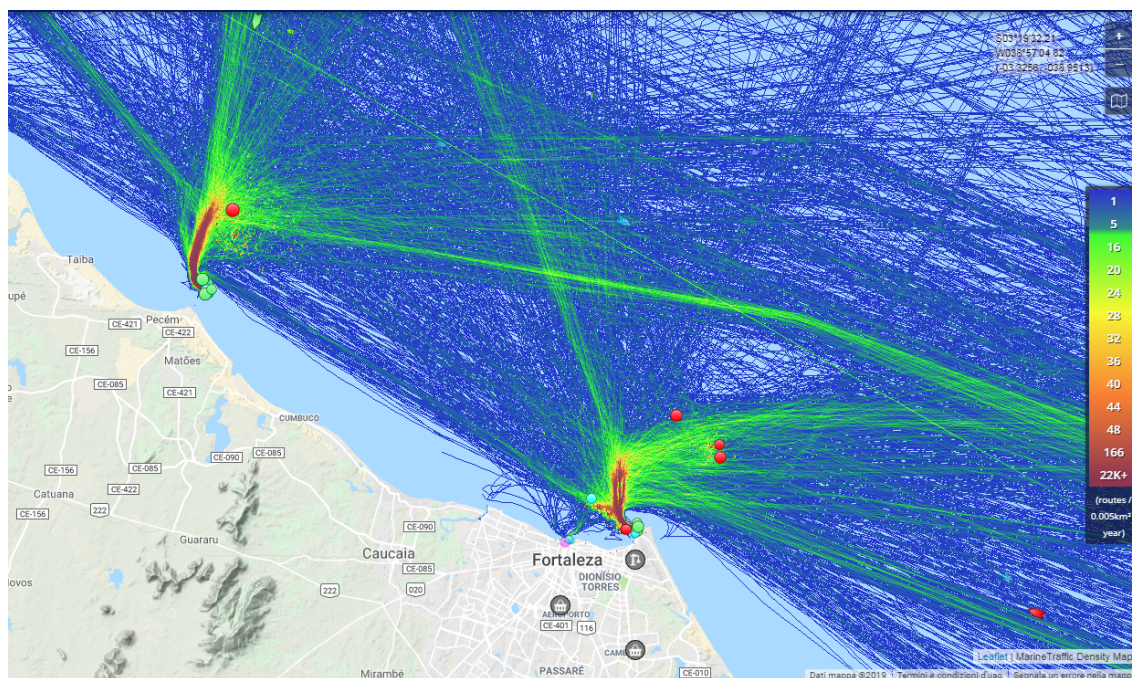 S03°19'32.21
W038°57'04.82
(-03.3256, -038.9513)
+
−
1
5
16
20
24
28
32
36
40
44
48
166
22K+
(routes /
0.005km²
year)
Taiba
Pecém
CE-421
CE-422
CE-156
Matões
CE-085
CE-421
CUMBUCO
CE-090
CE-156
CE-085
CE-422
Catuana
222
CE-156
Guararu
CE-090
Caucaia
Fortaleza
CE-085
DIONÍSIO
TORRES
222
020
CE-401
116
Mirambé
PASSARÉ
CE-010
Leaflet | MarineTraffic Density Map
Dati mappa ©2019
Termini e condizioni d'uso
Segnala un errore nella mappa